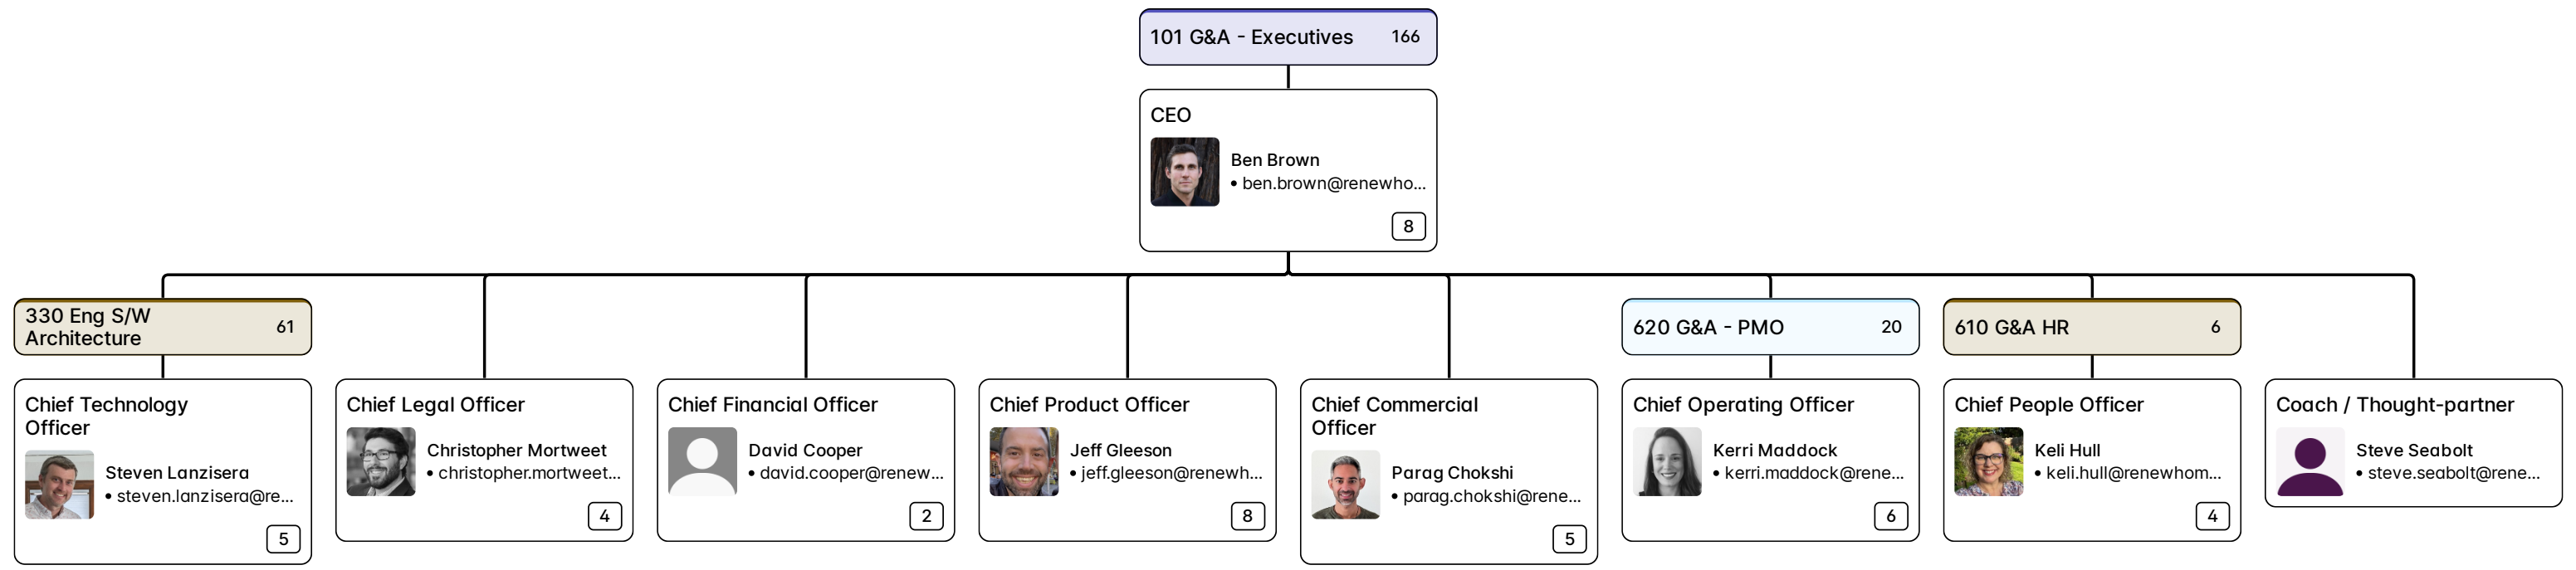 101 G&A - Executives 166
CEO
Ben Brown
• ben.brown@renewho...
8
330 Eng S/W
Architecture
61
620 G&A - PMO 20
610 G&A HR 6
Chief Technology
Officer
Steven Lanzisera
• steven.lanzisera@re...
5
Chief Legal Officer
Christopher Mortweet
• christopher.mortweet...
4
Chief Financial Officer
David Cooper
• david.cooper@renew...
2
Chief Product Officer
Jeff Gleeson
• jeff.gleeson@renewh...
8
Chief Commercial
Officer
Parag Chokshi
• parag.chokshi@rene...
5
Chief Operating Officer
Kerri Maddock
• kerri.maddock@rene...
6
Chief People Officer
Keli Hull
• keli.hull@renewhom...
4
Coach / Thought-partner
Steve Seabolt
• steve.seabolt@rene...